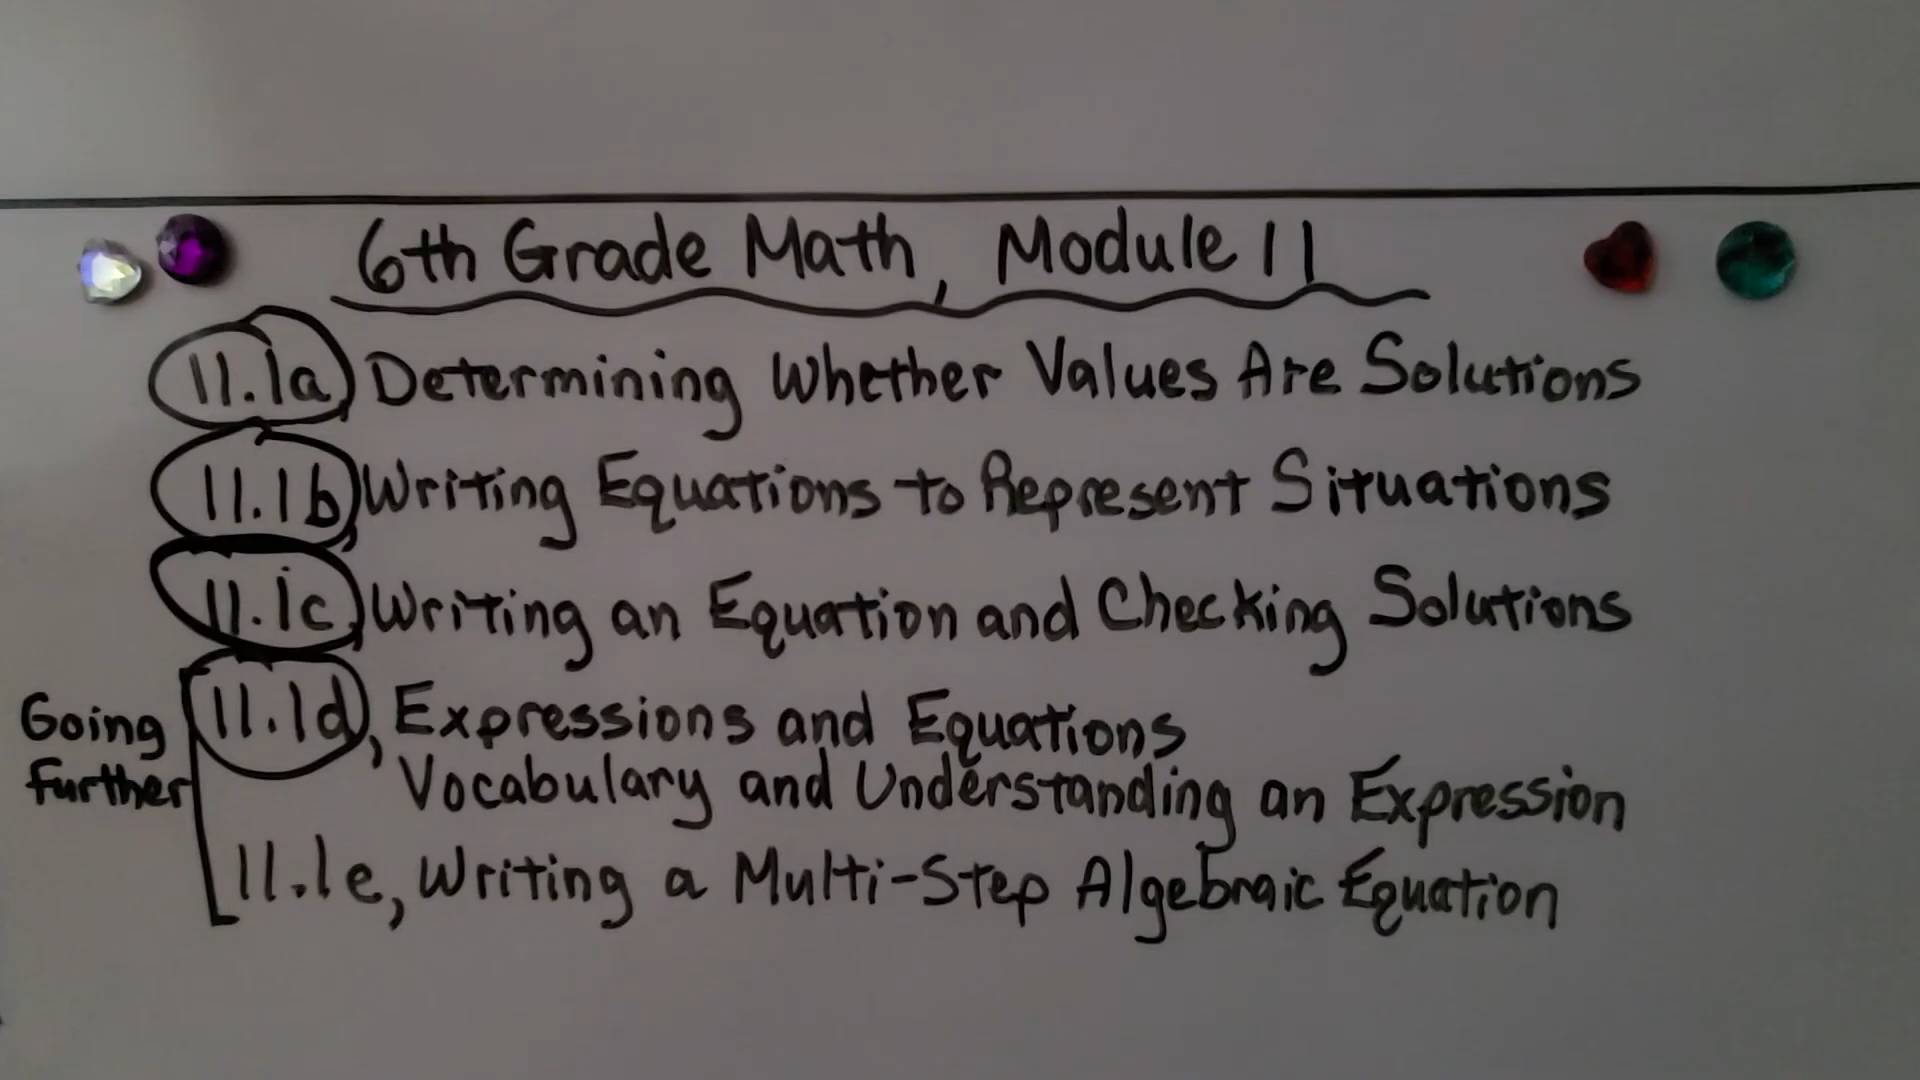 6th Grade Math, Module 11
11.1a, Determining Whether Values Are Solutions
11.1b, Writing Equations to Represent Situations
11.1c, Writing an Equation and Checking Solutions
Going Further
11.1d, Expressions and Equations
Vocabulary and Understanding an Expression
11.1e, Writing a Multi-Step Algebraic Equation